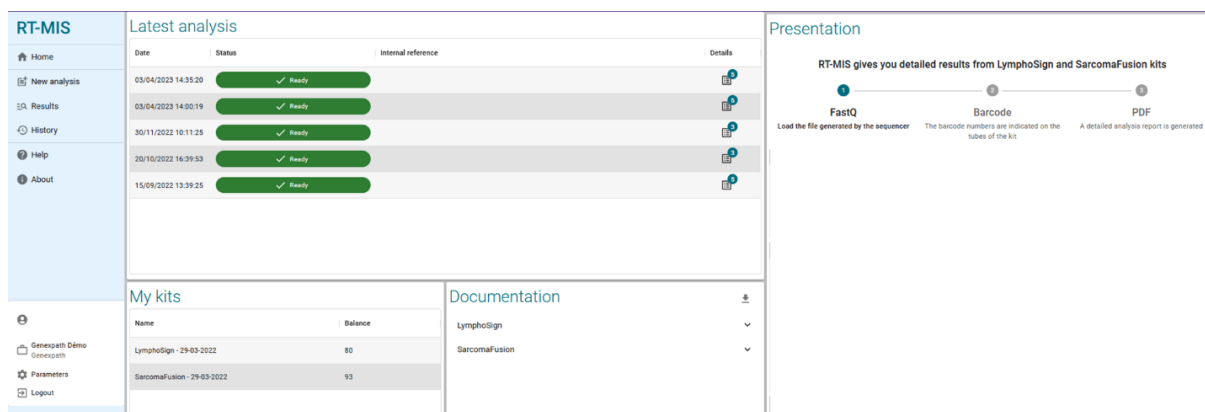 RT-MIS
Home
New analysis
Results
History
Help
About
Genexpath Démo
Genexpath
Parameters
Logout
Latest analysis
Date Status Internal reference Details
03/04/2023 14:35:20 Ready 5
03/04/2023 14:00:19 Ready 5
30/11/2022 10:11:25 Ready 3
20/10/2022 16:39:53 Ready 3
15/09/2022 13:39:25 Ready 5
My kits
Name Balance
LymphoSign - 29-03-2022 80
SarcomaFusion - 29-03-2022 93
Documentation
LymphoSign
SarcomaFusion
Presentation
RT-MIS gives you detailed results from LymphoSign and SarcomaFusion kits
1 2 3
FastQ Barcode PDF
Load the file generated by the sequencer The barcode numbers are indicated on the A detailed analysis report is generated
tubes of the kit